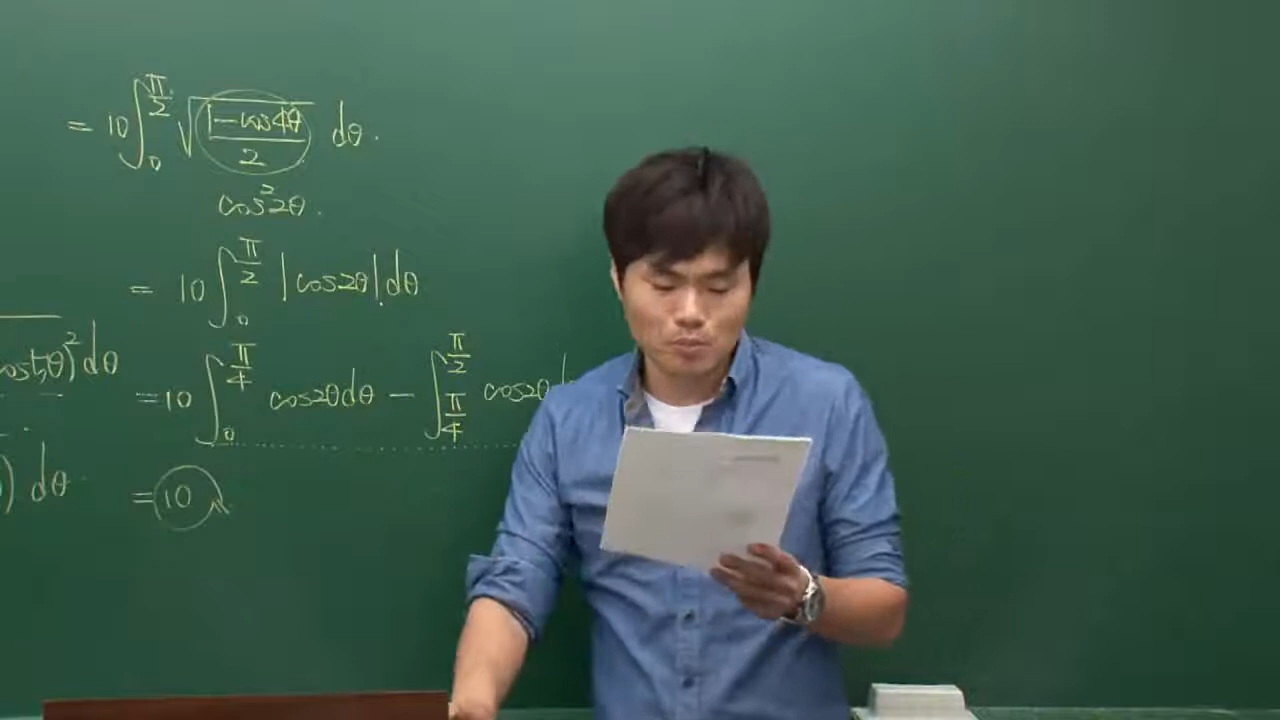 = 10 ∫₀^{π/2} √((1−cos4θ)/2) dθ.
cos²2θ.
= 10 ∫₀^{π/2} |cos2θ| dθ
cos5θ)² dθ
= 10 ∫₀^{π/4} cos2θdθ − ∫_{π/4}^{π/2} cos2θ d
) dθ
= 10